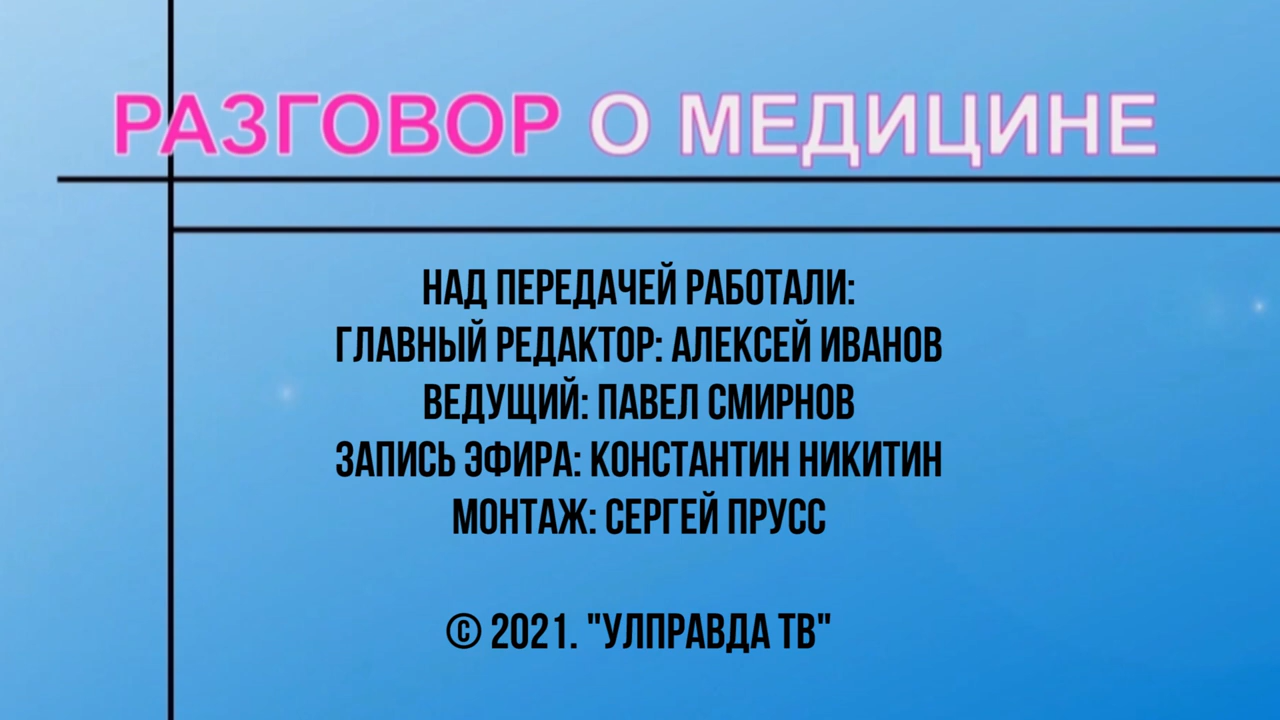 РАЗГОВОР О МЕДИЦИНЕ
НАД ПЕРЕДАЧЕЙ РАБОТАЛИ:
ГЛАВНЫЙ РЕДАКТОР: АЛЕКСЕЙ ИВАНОВ
ВЕДУЩИЙ: ПАВЕЛ СМИРНОВ
ЗАПИСЬ ЭФИРА: КОНСТАНТИН НИКИТИН
МОНТАЖ: СЕРГЕЙ ПРУСС
© 2021. "УЛПРАВДА ТВ"